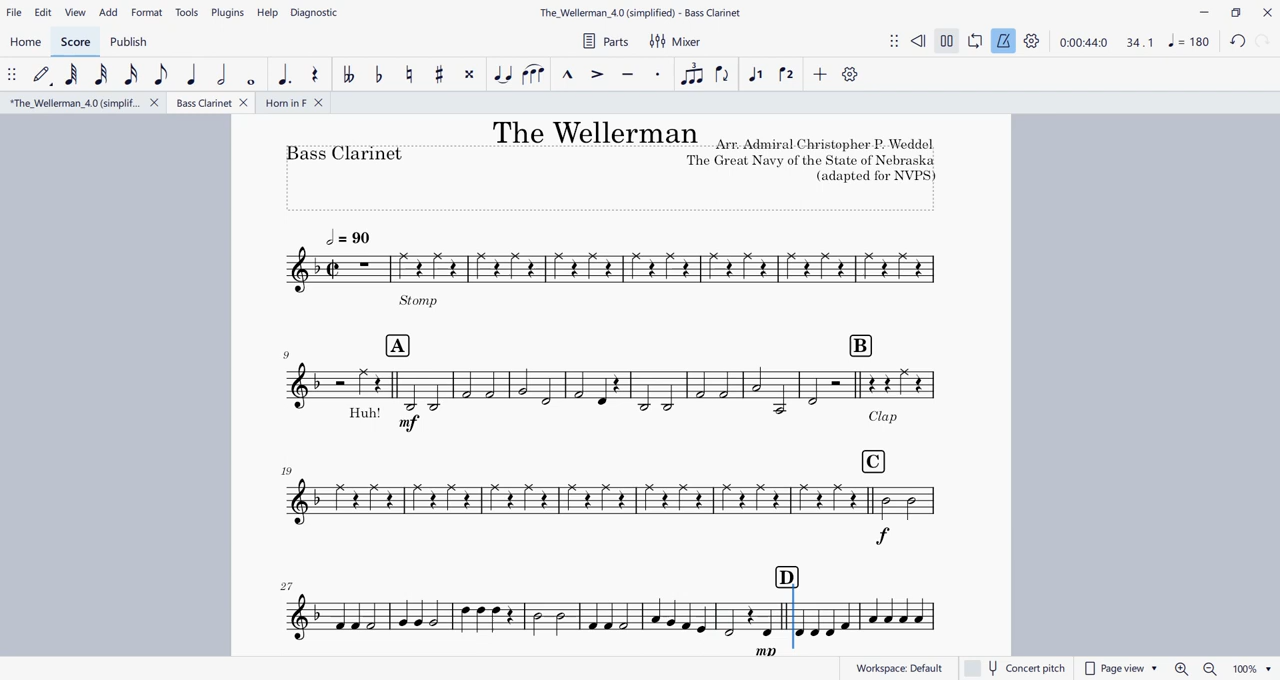 The_Wellerman_4.0 (simplified) - Bass Clarinet
File Edit View Add Format Tools Plugins Help Diagnostic
Home Score Publish
Parts Mixer
0:00:44:0 34 . 1 = 180
3 1 2
*The_Wellerman_4.0 (simplif... Bass Clarinet Horn in F
The Wellerman
Bass Clarinet
Arr. Admiral Christopher P. Weddel
The Great Navy of the State of Nebraska
(adapted for NVPS)
= 90
Stomp
9 A B
Huh! mf Clap
19 C
f
27 D
mp
Workspace: Default Concert pitch Page view 100%